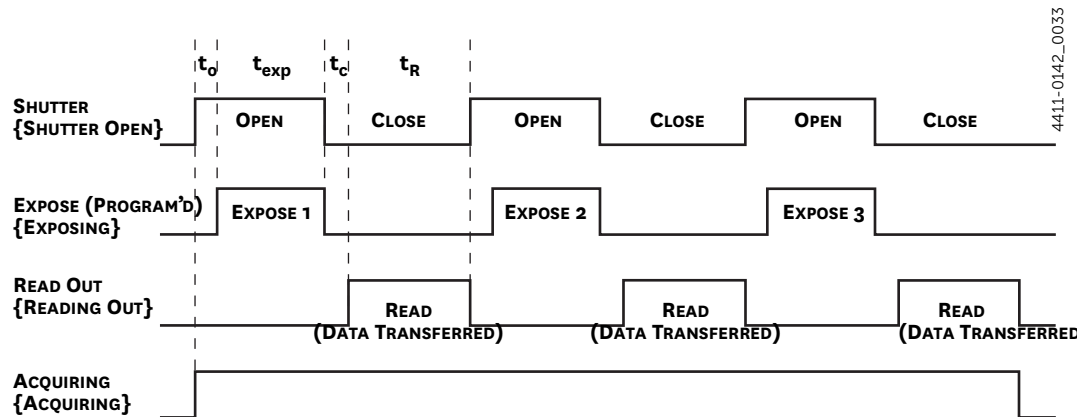 4411-0142_0033
to texp tc tR
SHUTTER
{SHUTTER OPEN}
OPEN CLOSE OPEN CLOSE OPEN CLOSE
EXPOSE (PROGRAM'D)
{EXPOSING}
EXPOSE 1 EXPOSE 2 EXPOSE 3
READ OUT
{READING OUT}
READ READ READ
(DATA TRANSFERRED) (DATA TRANSFERRED) (DATA TRANSFERRED
ACQUIRING
{ACQUIRING}